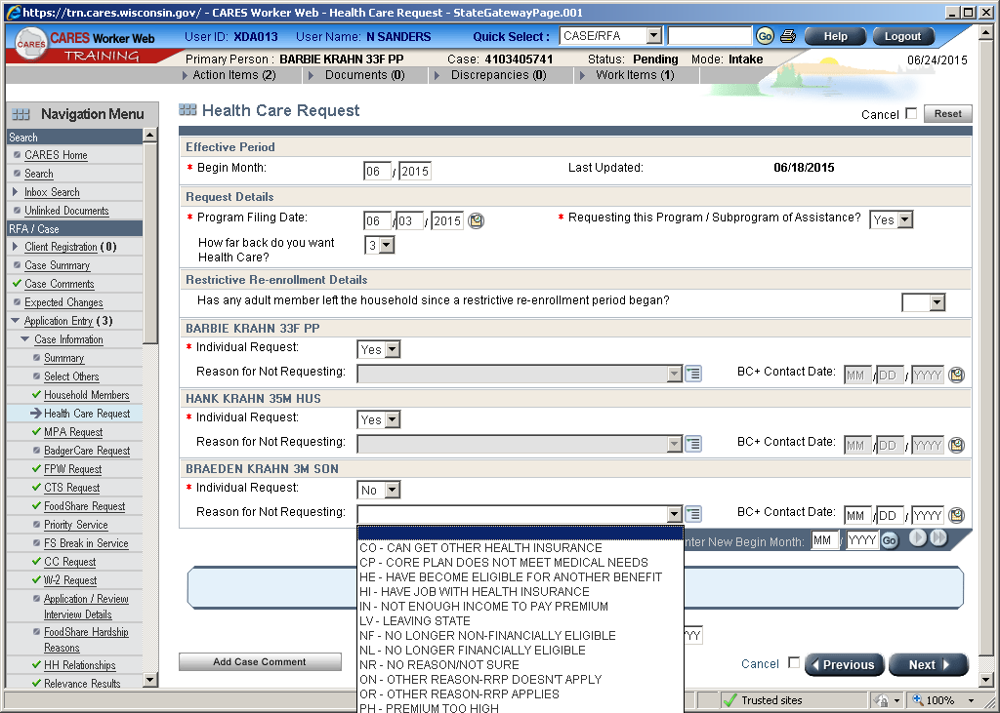 https://trn.cares.wisconsin.gov/ - CARES Worker Web - Health Care Request - StateGatewayPage.001
CARES
CARES Worker Web
TRAINING
User ID: XDA013 User Name: N SANDERS Quick Select : CASE/RFA Go Help Logout
Primary Person : BARBIE KRAHN 33F PP Case: 4103405741 Status: Pending Mode: Intake 06/24/2015
Action Items (2) Documents (0) Discrepancies (0) Work Items (1)
Navigation Menu
Search
CARES Home
Search
Inbox Search
Unlinked Documents
RFA / Case
Client Registration (0)
Case Summary
Case Comments
Expected Changes
Application Entry (3)
Case Information
Summary
Select Others
Household Members
Health Care Request
MPA Request
BadgerCare Request
FPW Request
CTS Request
FoodShare Request
Priority Service
FS Break in Service
CC Request
W-2 Request
Application / Review
Interview Details
FoodShare Hardship
Reasons
HH Relationships
Relevance Results
Health Care Request
Cancel Reset
Effective Period
* Begin Month: 06 / 2015 Last Updated: 06/18/2015
Request Details
* Program Filing Date: 06 / 03 / 2015 * Requesting this Program / Subprogram of Assistance? Yes
How far back do you want
Health Care? 3
Restrictive Re-enrollment Details
Has any adult member left the household since a restrictive re-enrollment period began?
BARBIE KRAHN 33F PP
* Individual Request: Yes
Reason for Not Requesting: BC+ Contact Date: MM / DD / YYYY
HANK KRAHN 35M HUS
* Individual Request: Yes
Reason for Not Requesting: BC+ Contact Date: MM / DD / YYYY
BRAEDEN KRAHN 3M SON
* Individual Request: No
Reason for Not Requesting: BC+ Contact Date: MM / DD / YYYY
nter New Begin Month: MM / YYYY Go
CO - CAN GET OTHER HEALTH INSURANCE
CP - CORE PLAN DOES NOT MEET MEDICAL NEEDS
HE - HAVE BECOME ELIGIBLE FOR ANOTHER BENEFIT
HI - HAVE JOB WITH HEALTH INSURANCE
IN - NOT ENOUGH INCOME TO PAY PREMIUM
LV - LEAVING STATE
NF - NO LONGER NON-FINANCIALLY ELIGIBLE
NL - NO LONGER FINANCIALLY ELIGIBLE
NR - NO REASON/NOT SURE
ON - OTHER REASON-RRP DOESN'T APPLY
OR - OTHER REASON-RRP APPLIES
PH - PREMIUM TOO HIGH
YY
Add Case Comment Cancel Previous Next
Trusted sites 100%